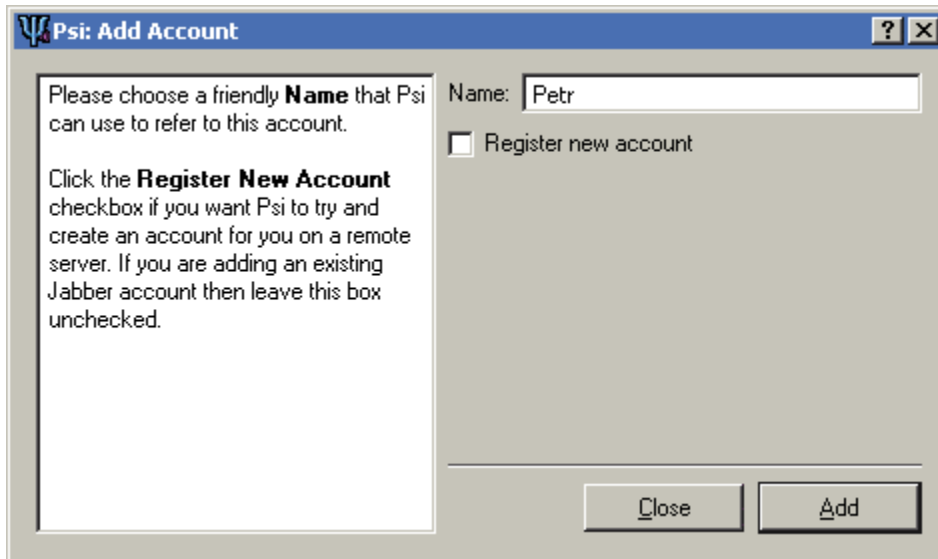 Psi: Add Account
Please choose a friendly Name that Psi
can use to refer to this account.
Click the Register New Account
checkbox if you want Psi to try and
create an account for you on a remote
server. If you are adding an existing
Jabber account then leave this box
unchecked.
Name: Petr
Register new account
Close
Add